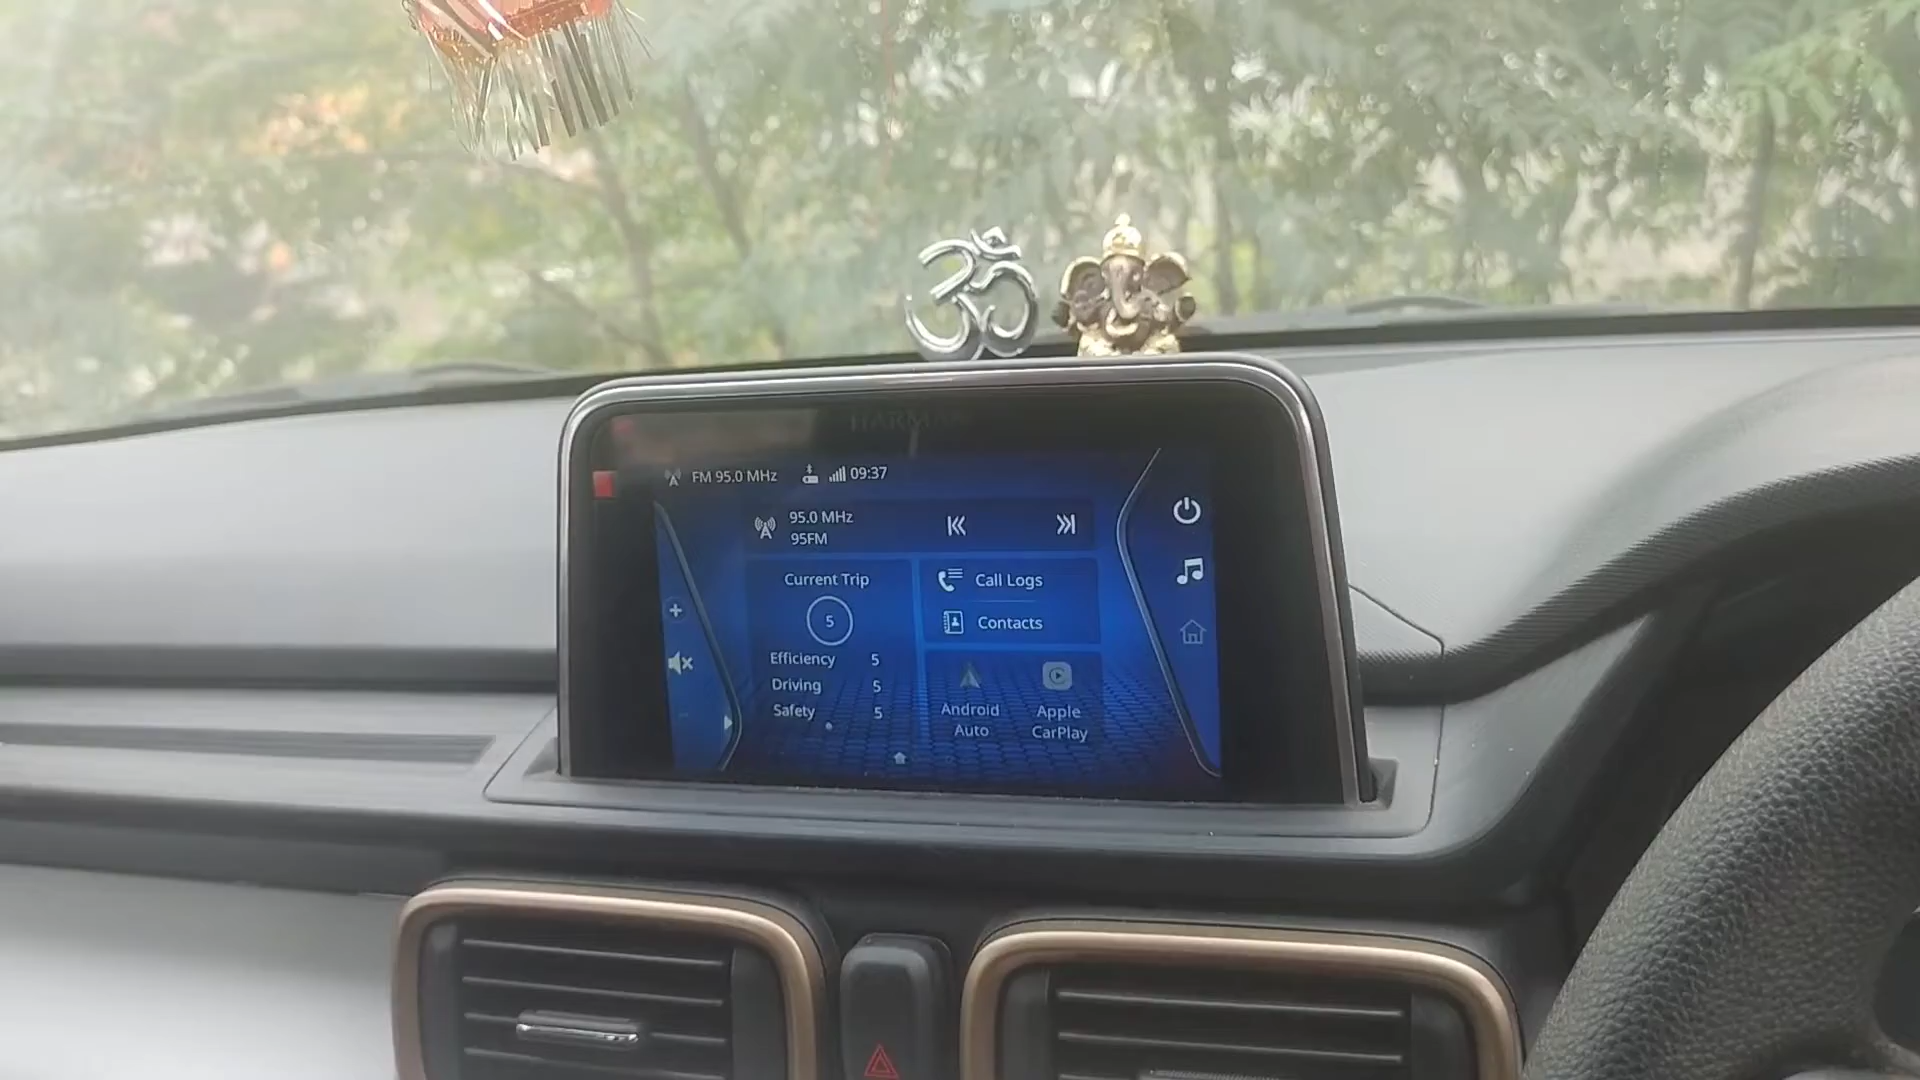 HARMAN
FM 95.0 MHz 09:37
95.0 MHz
95FM
Current Trip
5
Efficiency 5
Driving 5
Safety 5
Call Logs
Contacts
Android
Auto
Apple
CarPlay
ॐ